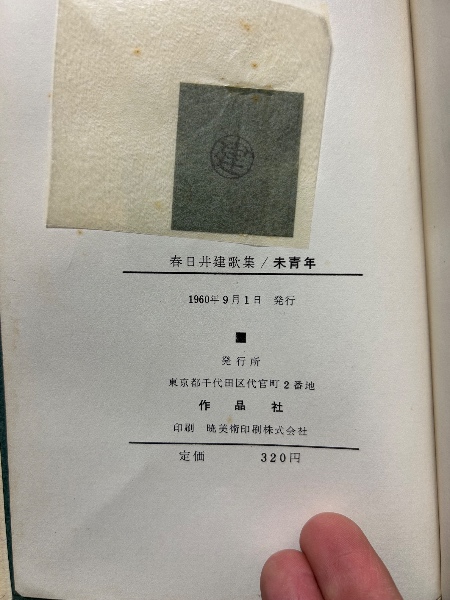 建
春日井建歌集 / 未青年
1960年9月1日 発行
発行所
東京都千代田区代官町2番地
作品社
印刷 暁美術印刷株式会社
定価 320円